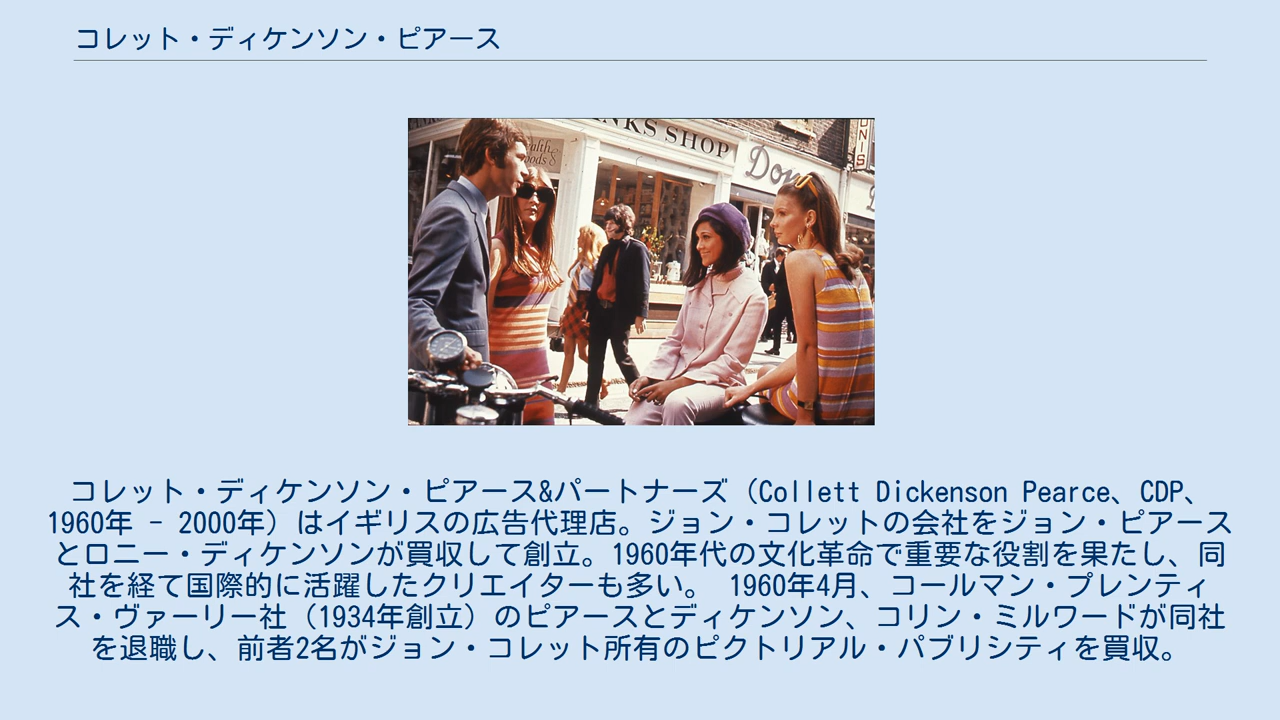 コレット・ディケンソン・ピアース
NKS SHOP
ealth
oods
Don
NIS
コレット・ディケンソン・ピアース&パートナーズ（Collett Dickenson Pearce、CDP、
1960年 - 2000年）はイギリスの広告代理店。ジョン・コレットの会社をジョン・ピアース
とロニー・ディケンソンが買収して創立。1960年代の文化革命で重要な役割を果たし、同
社を経て国際的に活躍したクリエイターも多い。 1960年4月、コールマン・プレンティ
ス・ヴァーリー社（1934年創立）のピアースとディケンソン、コリン・ミルワードが同社
を退職し、前者2名がジョン・コレット所有のピクトリアル・パブリシティを買収。